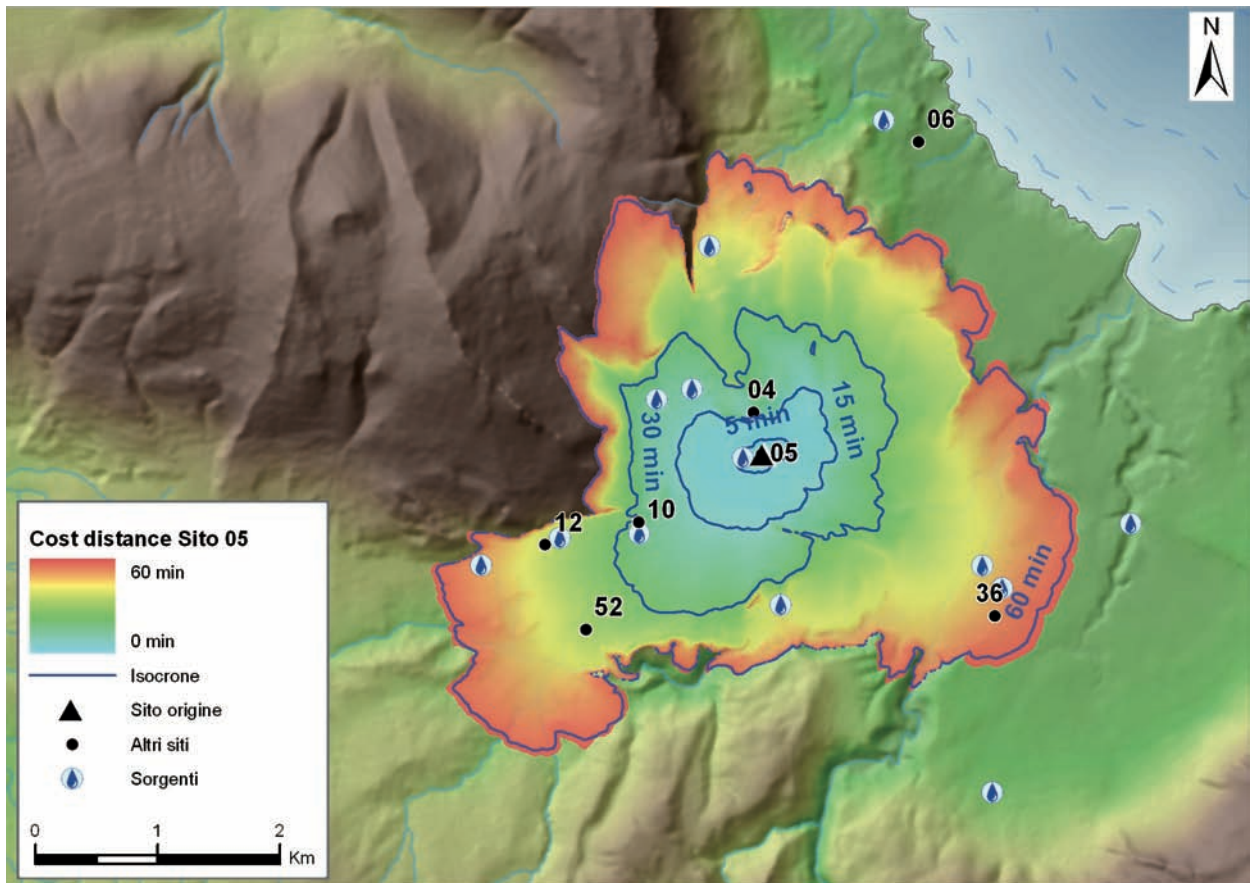 N
06
04
5 min
15 min
30 min
05
10
12
52
36
60 min
Cost distance Sito 05
60 min
0 min
Isocrone
Sito origine
Altri siti
Sorgenti
0 1 2
Km